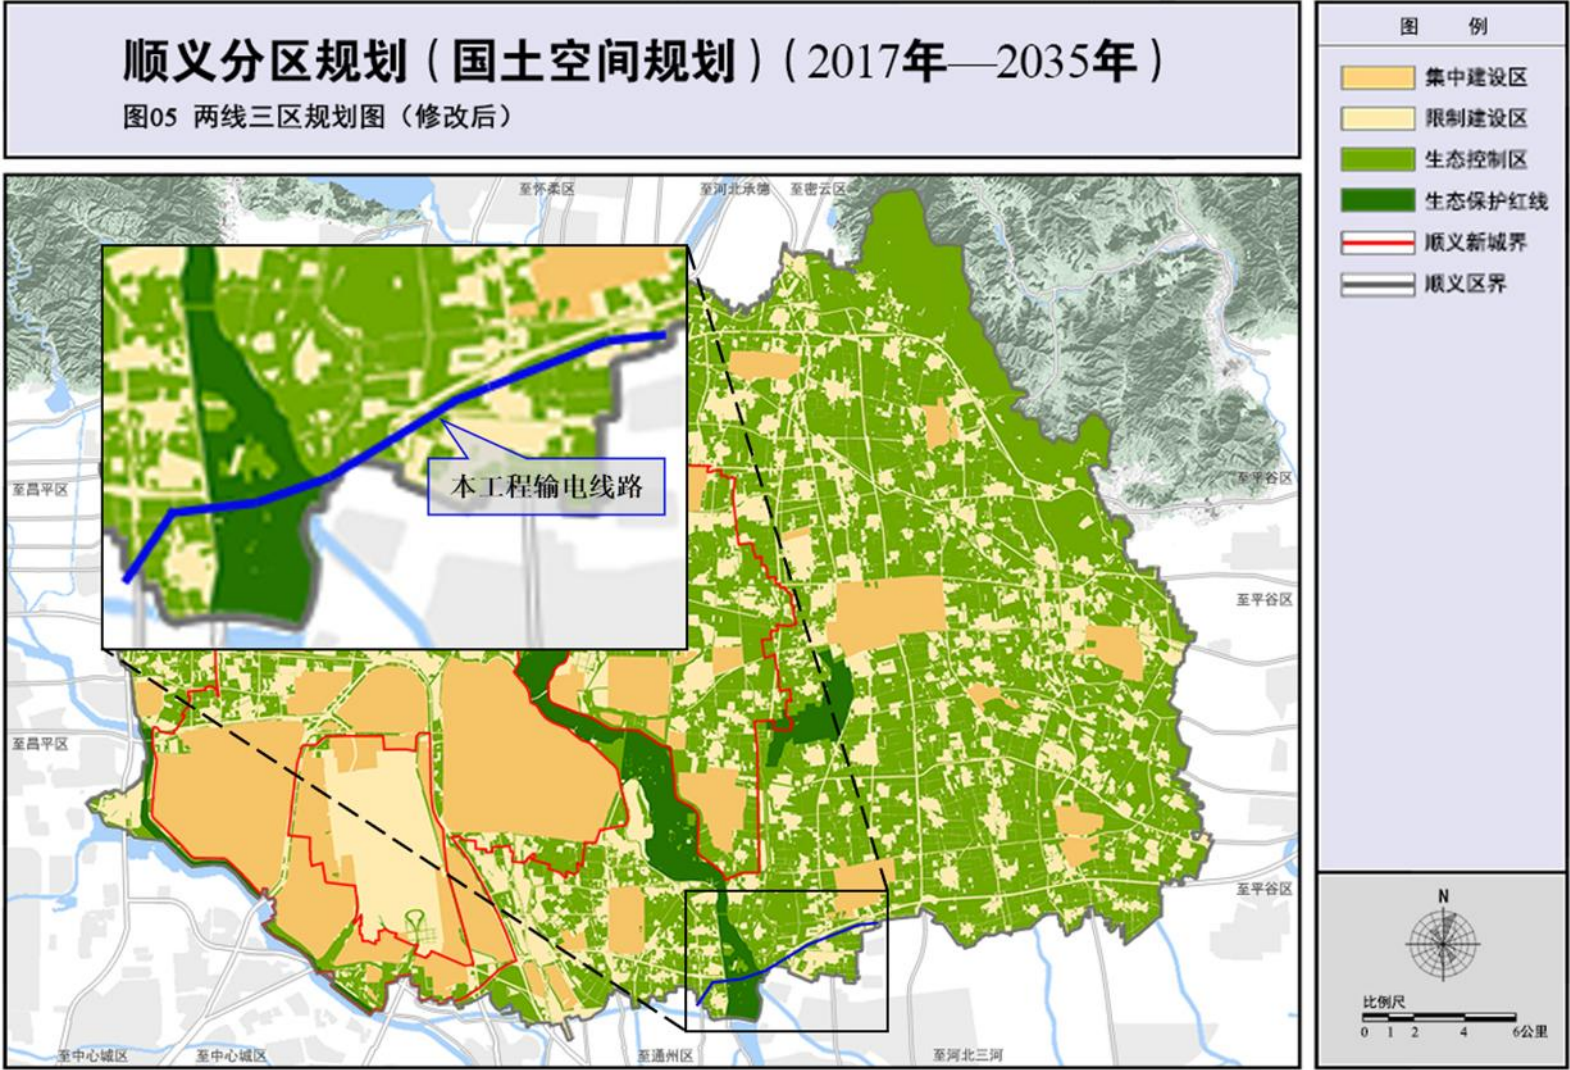 顺义分区规划（国土空间规划）（2017年—2035年）
图05 两线三区规划图（修改后）
图 例
集中建设区
限制建设区
生态控制区
生态保护红线
顺义新城界
顺义区界
至怀柔区
至河北承德
至密云区
至昌平区
至平谷区
本工程输电线路
至平谷区
至昌平区
至平谷区
至中心城区
至中心城区
至通州区
至河北三河
N
比例尺
0 1 2 4 6公里